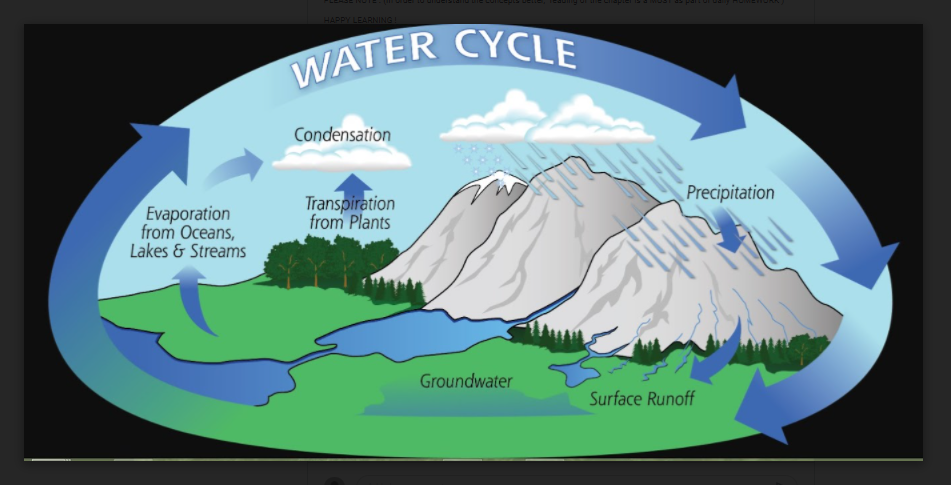 HAPPY LEARNING !
WATER CYCLE
Condensation
Precipitation
Transpiration
from Plants
Evaporation
from Oceans,
Lakes & Streams
Groundwater
Surface Runoff